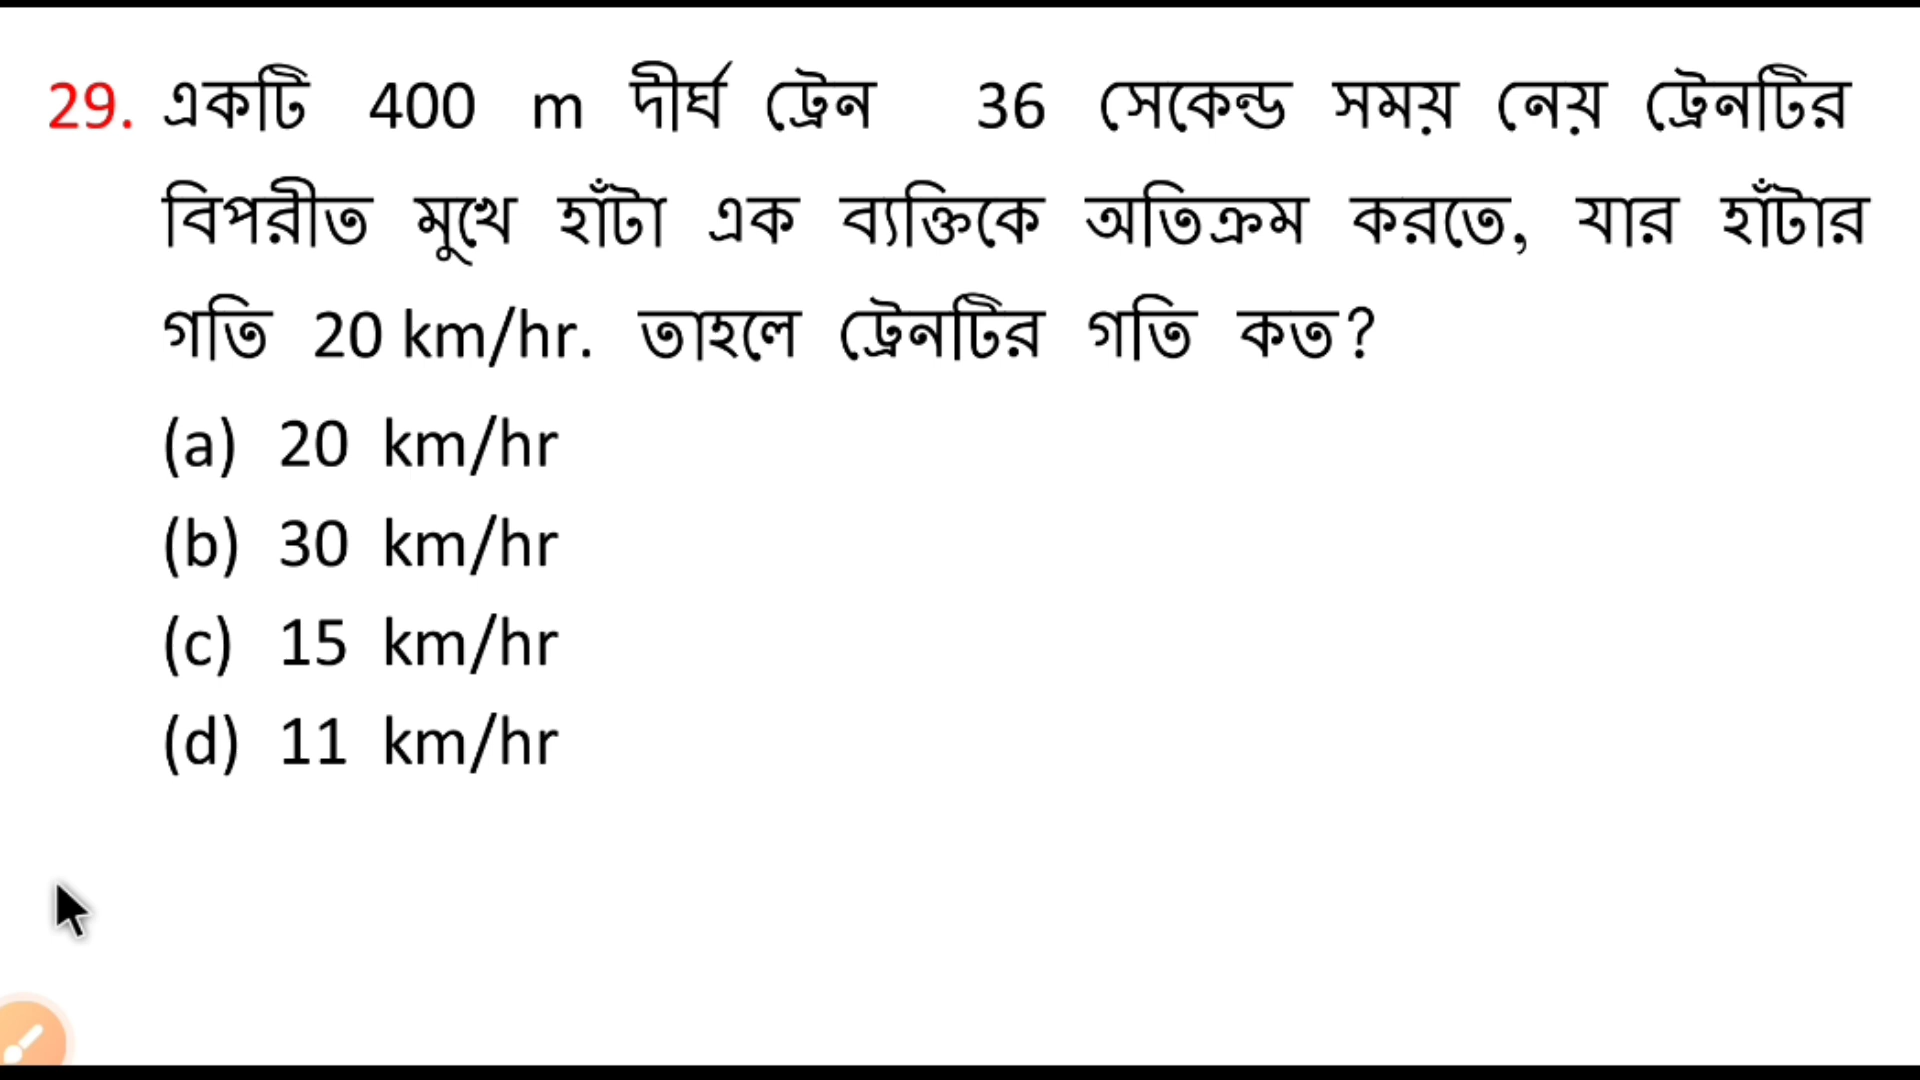 29. একটি 400 m দীর্ঘ ট্রেন 36 সেকেন্ড সময় নেয় ট্রেনটির
বিপরীত মুখে হাঁটা এক ব্যক্তিকে অতিক্রম করতে, যার হাঁটার
গতি 20 km/hr. তাহলে ট্রেনটির গতি কত?
(a) 20 km/hr
(b) 30 km/hr
(c) 15 km/hr
(d) 11 km/hr